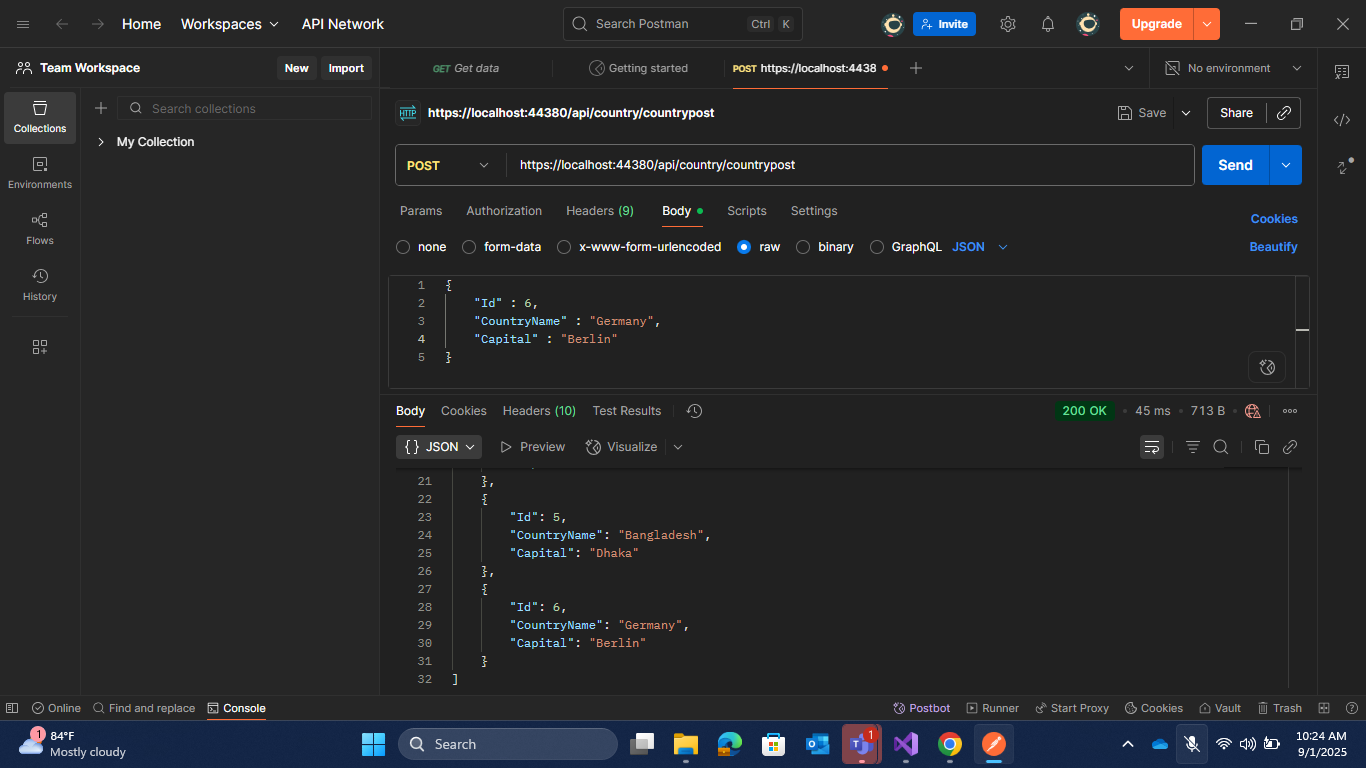 Home Workspaces API Network Search Postman Ctrl K Invite Upgrade
Team Workspace New Import GET Get data Getting started POST https://localhost:4438 No environment
Collections Search collections https://localhost:44380/api/country/countrypost Save Share
My Collection
POST https://localhost:44380/api/country/countrypost Send
Environments
Params Authorization Headers (9) Body Scripts Settings Cookies
Flows
none form-data x-www-form-urlencoded raw binary GraphQL JSON Beautify
History
1 {
2 "Id" : 6,
3 "CountryName" : "Germany",
4 "Capital" : "Berlin"
5 }
Body Cookies Headers (10) Test Results 200 OK • 45 ms • 713 B
{} JSON Preview Visualize
21 },
22 {
23 "Id": 5,
24 "CountryName": "Bangladesh",
25 "Capital": "Dhaka"
26 },
27 {
28 "Id": 6,
29 "CountryName": "Germany",
30 "Capital": "Berlin"
31 }
32 ]
Online Find and replace Console Postbot Runner Start Proxy Cookies Vault Trash
1 84°F Mostly cloudy Search 1 10:24 AM
9/1/2025